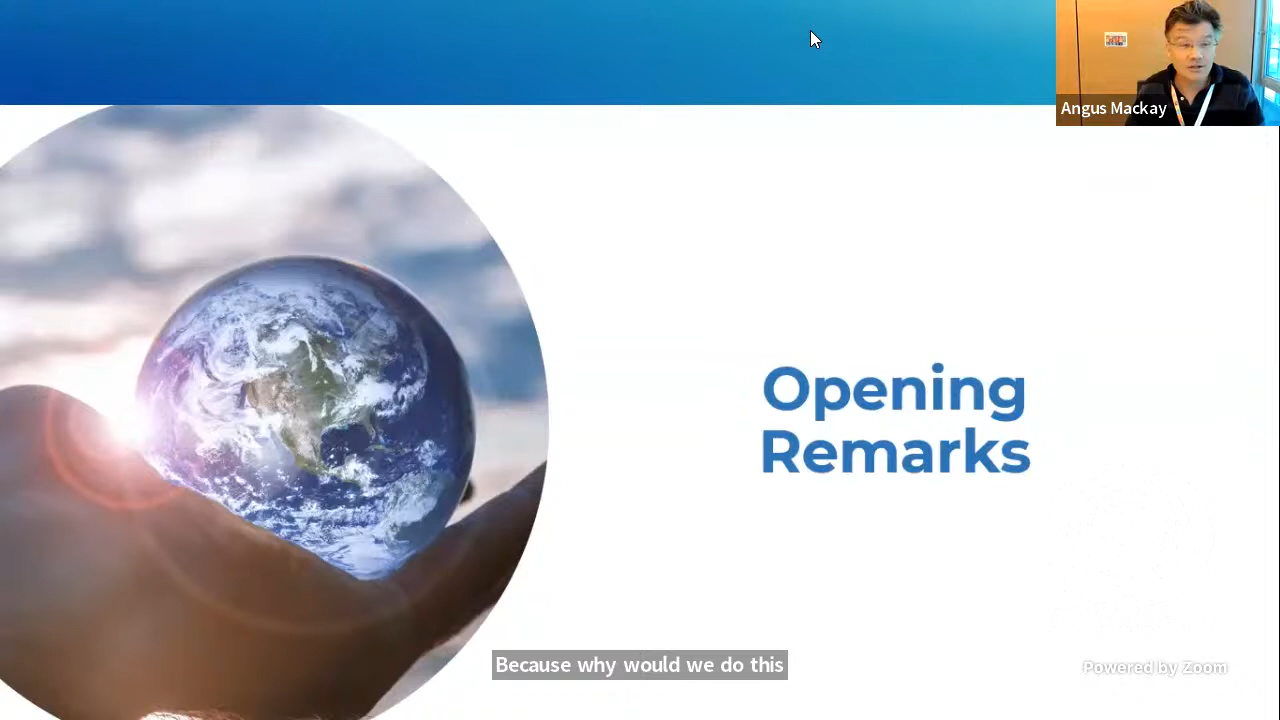 Angus Mackay
Opening
Remarks
Because why would we do this
Powered by Zoom